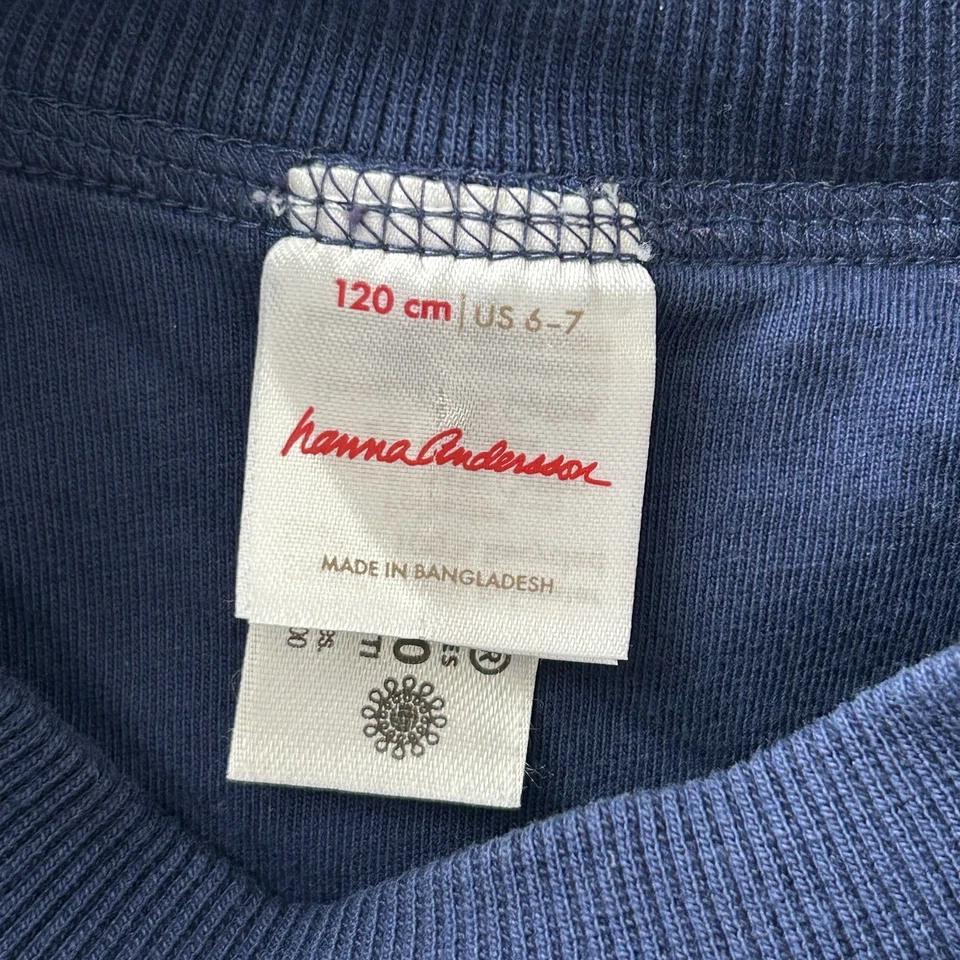 120 cm | US 6–7
hanna andersson
MADE IN BANGLADESH
®